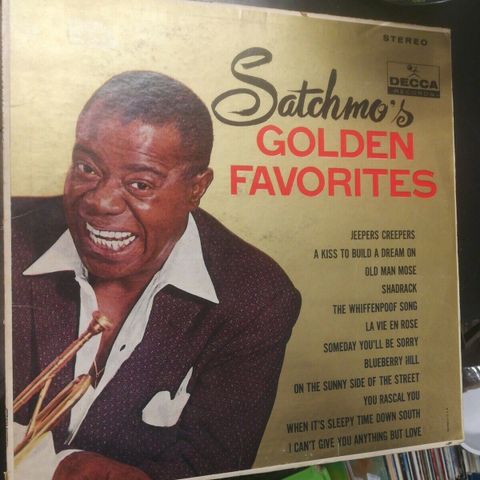 STEREO
DECCA
RECORDS
Satchmo's
GOLDEN
FAVORITES
JEEPERS CREEPERS
A KISS TO BUILD A DREAM ON
OLD MAN MOSE
SHADRACK
THE WHIFFENPOOF SONG
LA VIE EN ROSE
SOMEDAY YOU'LL BE SORRY
BLUEBERRY HILL
ON THE SUNNY SIDE OF THE STREET
YOU RASCAL YOU
WHEN IT'S SLEEPY TIME DOWN SOUTH
I CAN'T GIVE YOU ANYTHING BUT LOVE